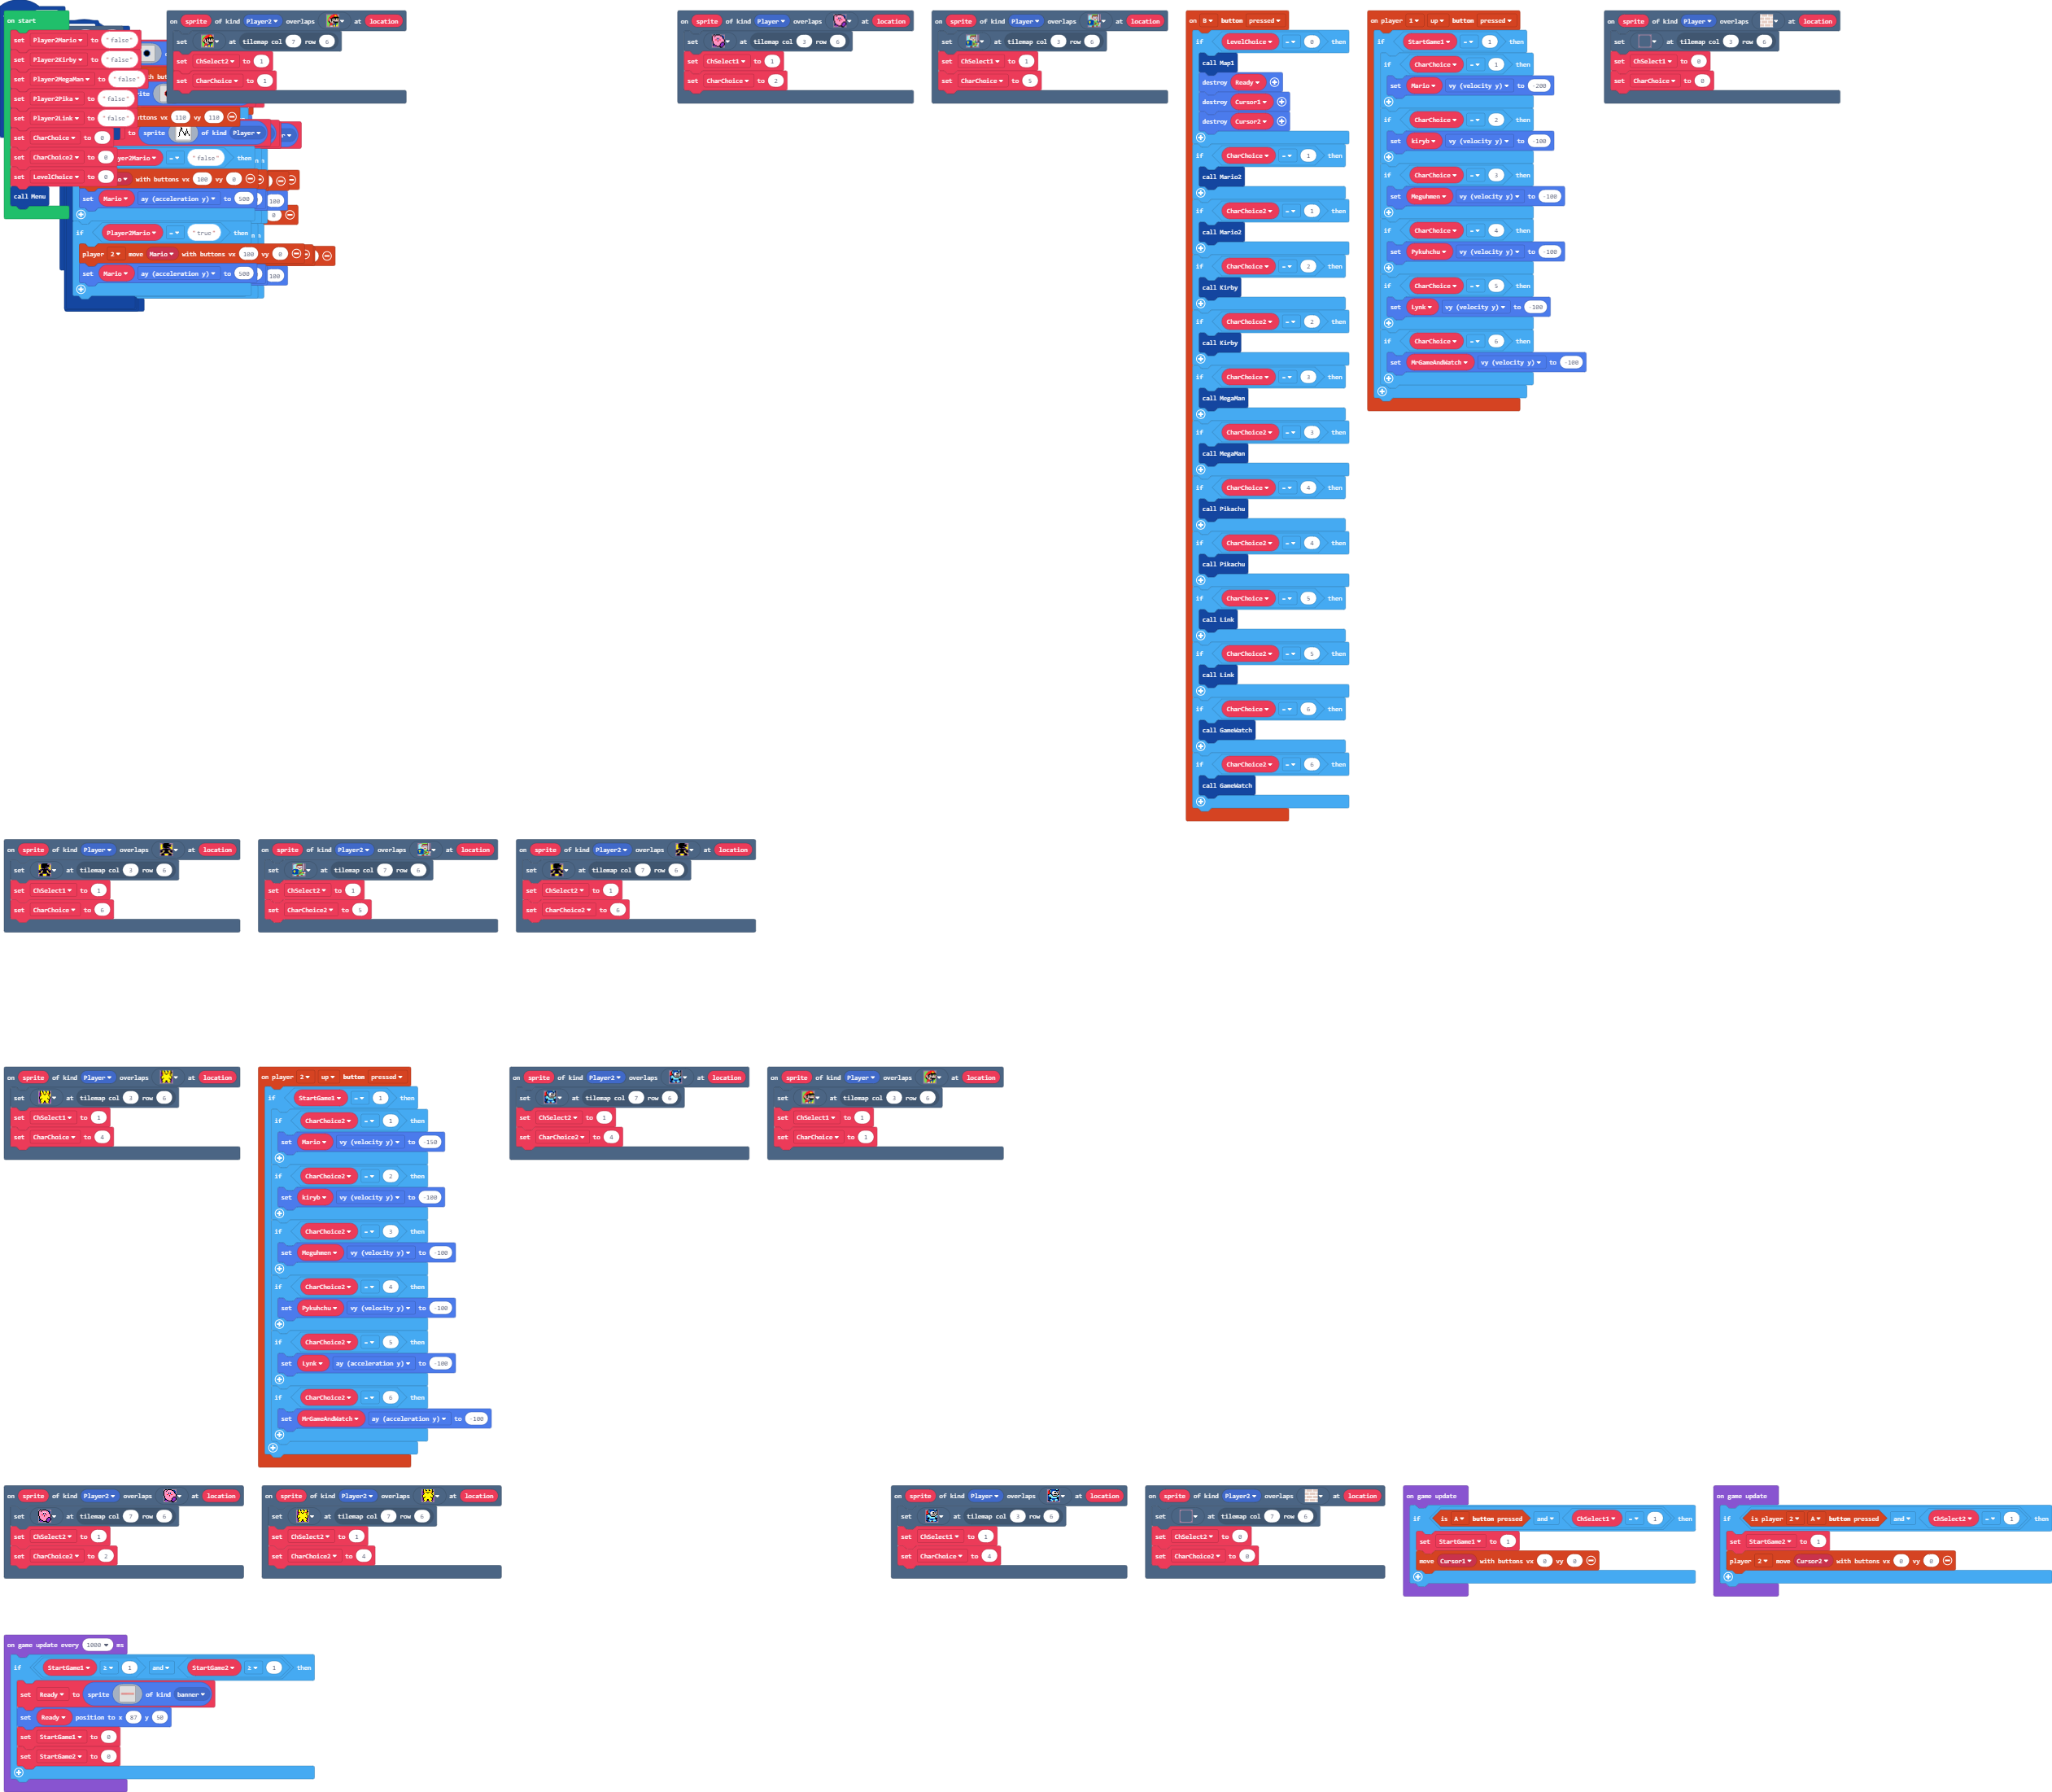 on start
set Player2Mario to "false"
set Player2Kirby to "false"
set Player2MegaMan to "false"
set Player2Pika to "false"
set Player2Link to "false"
set CharChoice to 0
set CharChoice2 to 0
set LevelChoice to 0
call Menu
uttons vx 110 vy 110
to sprite of kind Player
yer2Mario = "false" then
with buttons vx 100 vy 0
set Mario ay (acceleration y) to 500
100
if Player2Mario = "true" then
player 2 move Mario with buttons vx 100 vy 0
set Mario ay (acceleration y) to 500
100
on sprite of kind Player2 overlaps at location
set at tilemap col 7 row 6
set ChSelect2 to 1
set CharChoice to 1
on sprite of kind Player overlaps at location
set at tilemap col 3 row 6
set ChSelect1 to 1
set CharChoice to 2
on sprite of kind Player overlaps at location
set at tilemap col 3 row 6
set ChSelect1 to 1
set CharChoice to 5
on B button pressed
if LevelChoice = 0 then
call Map1
destroy Ready
destroy Cursor1
destroy Cursor2
if CharChoice = 1 then
call Mario2
if CharChoice2 = 1 then
call Mario2
if CharChoice = 2 then
call Kirby
if CharChoice2 = 2 then
call Kirby
if CharChoice = 3 then
call MegaMan
if CharChoice2 = 3 then
call MegaMan
if CharChoice = 4 then
call Pikachu
if CharChoice2 = 4 then
call Pikachu
if CharChoice = 5 then
call Link
if CharChoice2 = 5 then
call Link
if CharChoice = 6 then
call GameWatch
if CharChoice2 = 6 then
call GameWatch
on player 1 up button pressed
if StartGame1 = 1 then
if CharChoice = 1 then
set Mario vy (velocity y) to -200
if CharChoice = 2 then
set kiryb vy (velocity y) to -100
if CharChoice = 3 then
set Meguhmen vy (velocity y) to -100
if CharChoice = 4 then
set Pykuhchu vy (velocity y) to -100
if CharChoice = 5 then
set Lynk vy (velocity y) to -100
if CharChoice = 6 then
set MrGameAndWatch vy (velocity y) to -100
on sprite of kind Player overlaps at location
set at tilemap col 3 row 6
set ChSelect1 to 0
set CharChoice to 0
on sprite of kind Player overlaps at location
set at tilemap col 3 row 6
set ChSelect1 to 1
set CharChoice to 6
on sprite of kind Player2 overlaps at location
set at tilemap col 7 row 6
set ChSelect2 to 1
set CharChoice2 to 5
on sprite of kind Player2 overlaps at location
set at tilemap col 7 row 6
set ChSelect2 to 1
set CharChoice2 to 6
on sprite of kind Player overlaps at location
set at tilemap col 3 row 6
set ChSelect1 to 1
set CharChoice to 4
on player 2 up button pressed
if StartGame1 = 1 then
if CharChoice2 = 1 then
set Mario vy (velocity y) to -150
if CharChoice2 = 2 then
set kiryb vy (velocity y) to -100
if CharChoice2 = 3 then
set Meguhmen vy (velocity y) to -100
if CharChoice2 = 4 then
set Pykuhchu vy (velocity y) to -100
if CharChoice2 = 5 then
set Lynk ay (acceleration y) to -100
if CharChoice2 = 6 then
set MrGameAndWatch ay (acceleration y) to -100
on sprite of kind Player2 overlaps at location
set at tilemap col 7 row 6
set ChSelect2 to 1
set CharChoice2 to 4
on sprite of kind Player overlaps at location
set at tilemap col 3 row 6
set ChSelect1 to 1
set CharChoice to 1
on sprite of kind Player2 overlaps at location
set at tilemap col 7 row 6
set ChSelect2 to 1
set CharChoice2 to 2
on sprite of kind Player2 overlaps at location
set at tilemap col 7 row 6
set ChSelect2 to 1
set CharChoice2 to 4
on sprite of kind Player overlaps at location
set at tilemap col 3 row 6
set ChSelect1 to 1
set CharChoice to 4
on sprite of kind Player2 overlaps at location
set at tilemap col 7 row 6
set ChSelect2 to 0
set CharChoice2 to 0
on game update
if is A button pressed and ChSelect1 = 1 then
set StartGame1 to 1
move Cursor1 with buttons vx 0 vy 0
on game update
if is player 2 A button pressed and ChSelect2 = 1 then
set StartGame2 to 1
player 2 move Cursor2 with buttons vx 0 vy 0
on game update every 1000 ms
if StartGame1 ≥ 1 and StartGame2 ≥ 1 then
set Ready to sprite of kind banner
set Ready position to x 87 y 50
set StartGame1 to 0
set StartGame2 to 0